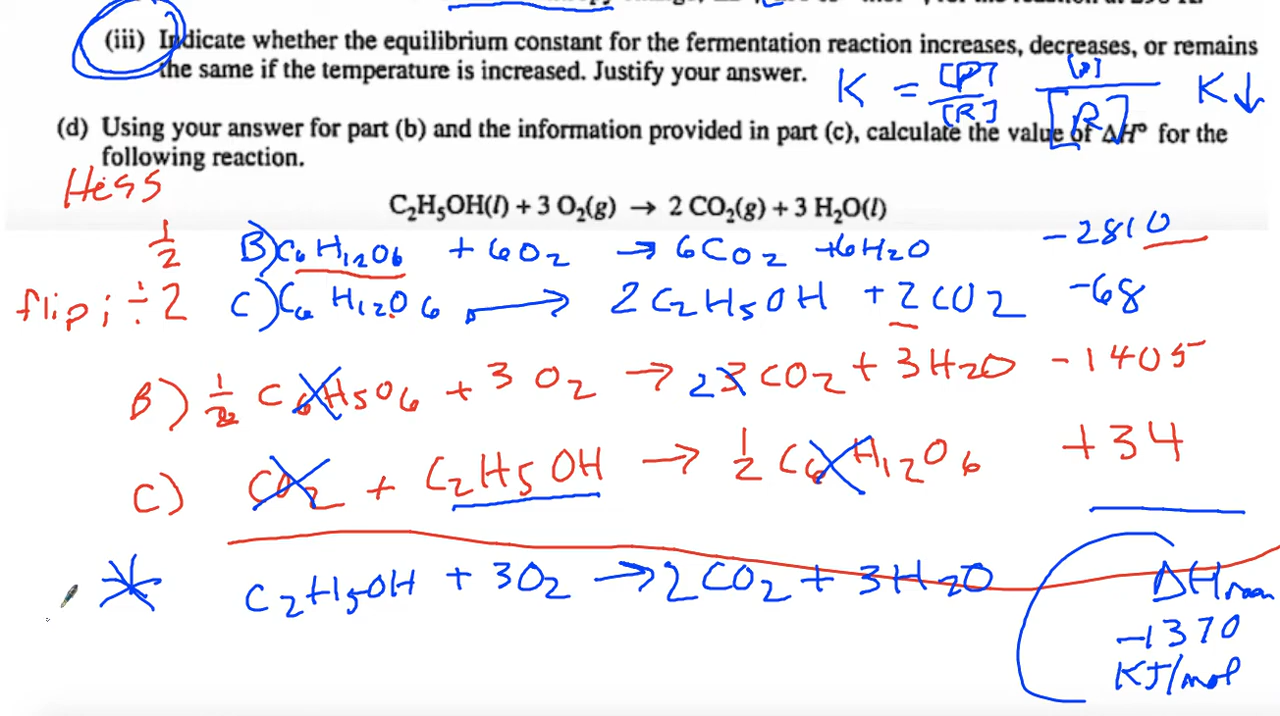 (iii) Indicate whether the equilibrium constant for the fermentation reaction increases, decreases, or remains
the same if the temperature is increased. Justify your answer.
K = [P]/[R] [P]/[R] K↓
(d) Using your answer for part (b) and the information provided in part (c), calculate the value of ΔH° for the
following reaction.
Hess
C₂H₅OH(l) + 3 O₂(g) → 2 CO₂(g) + 3 H₂O(l)
1/2 B) C₆H₁₂O₆ + 6O₂ → 6CO₂ + 6H₂O -2810
flip; ÷2 C) C₆H₁₂O₆ → 2C₂H₅OH + 2CO₂ -68
B) 1/2 C₆H₅O₆ + 3 O₂ → 2 3 CO₂ + 3H₂O -1405
C) CO₂ + C₂H₅OH → 1/2 C₆H₁₂O₆ +34
* C₂H₅OH + 3O₂ → 2CO₂ + 3H₂O ΔHrxn
-1370
KJ/mol